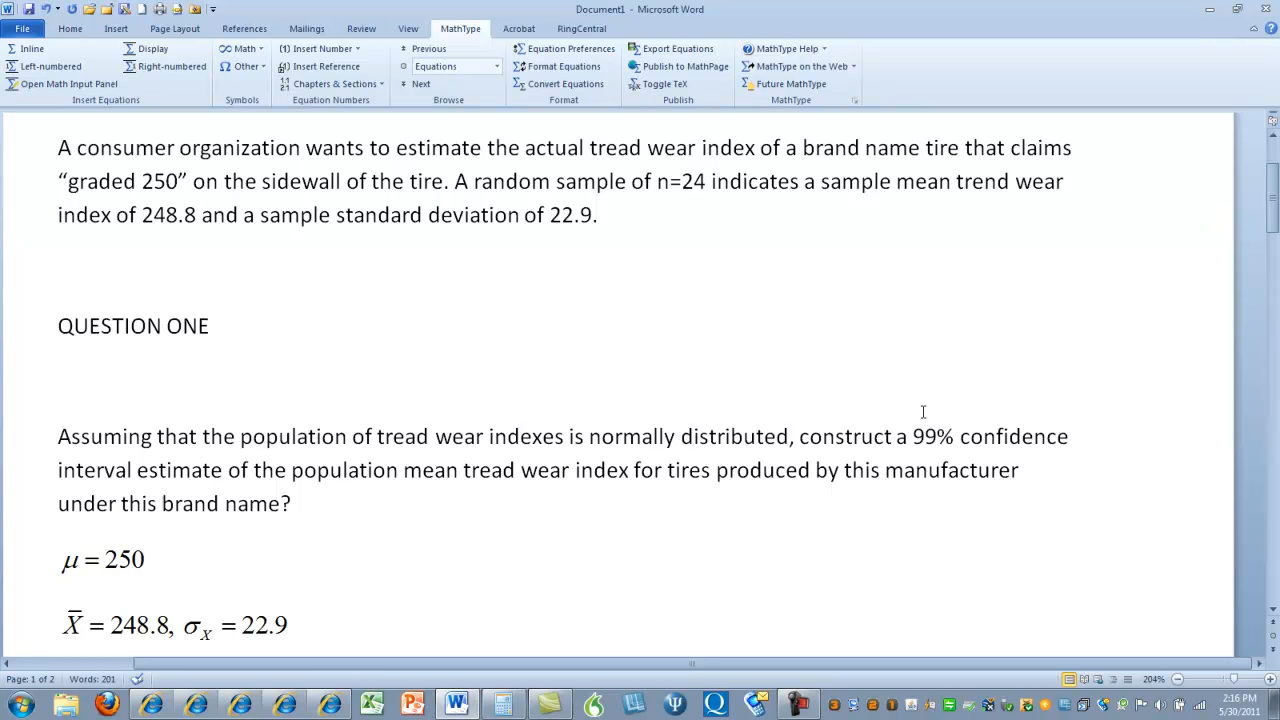 Document1 - Microsoft Word
File Home Insert Page Layout References Mailings Review View MathType Acrobat RingCentral
Inline Display Math (1) Insert Number Previous Equation Preferences Export Equations MathType Help
Left-numbered Right-numbered Other Insert Reference Equations Format Equations Publish to MathPage MathType on the Web
Open Math Input Panel Chapters & Sections Next Convert Equations Toggle TeX Future MathType
Insert Equations Symbols Equation Numbers Browse Format Publish MathType
A consumer organization wants to estimate the actual tread wear index of a brand name tire that claims
“graded 250” on the sidewall of the tire. A random sample of n=24 indicates a sample mean trend wear
index of 248.8 and a sample standard deviation of 22.9.
QUESTION ONE
Assuming that the population of tread wear indexes is normally distributed, construct a 99% confidence
interval estimate of the population mean tread wear index for tires produced by this manufacturer
under this brand name?
μ = 250
X̄ = 248.8, σ_X = 22.9
Page: 1 of 2 Words: 201 204%
2:16 PM
5/30/2011